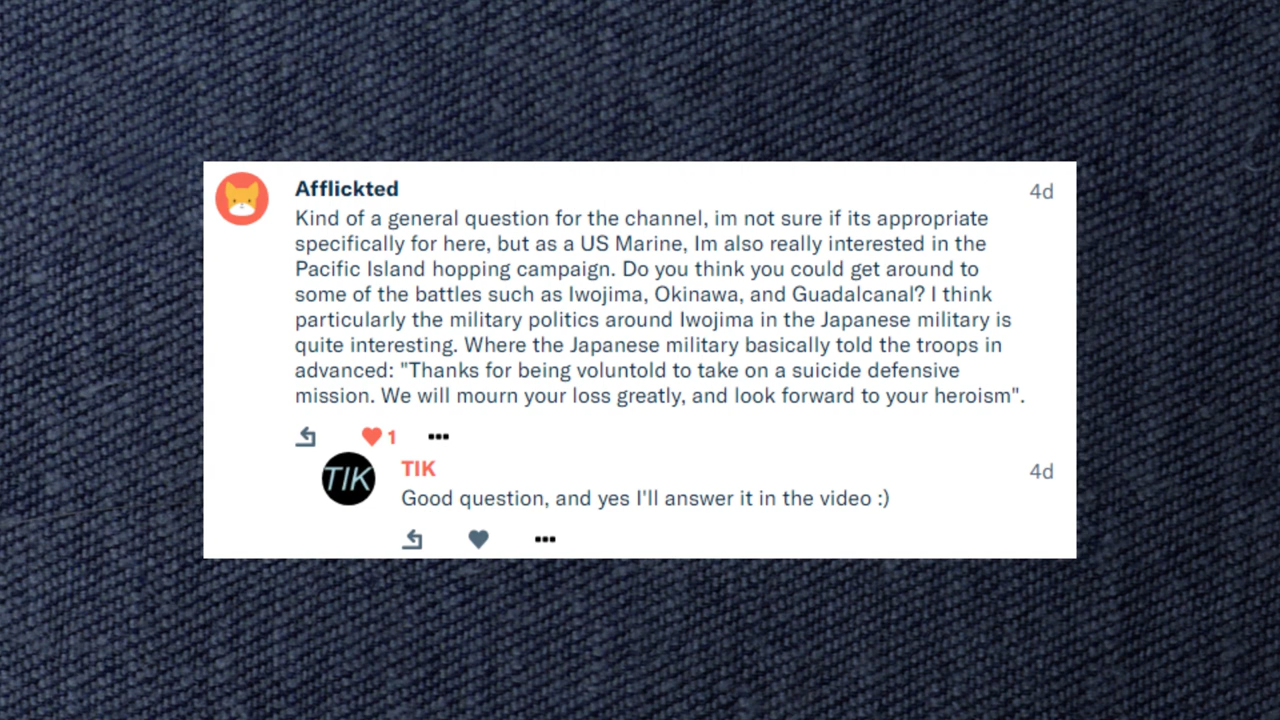 Afflickted
4d
Kind of a general question for the channel, im not sure if its appropriate
specifically for here, but as a US Marine, Im also really interested in the
Pacific Island hopping campaign. Do you think you could get around to
some of the battles such as Iwojima, Okinawa, and Guadalcanal? I think
particularly the military politics around Iwojima in the Japanese military is
quite interesting. Where the Japanese military basically told the troops in
advanced: "Thanks for being voluntold to take on a suicide defensive
mission. We will mourn your loss greatly, and look forward to your heroism".
1
TIK
TIK
4d
Good question, and yes I'll answer it in the video :)